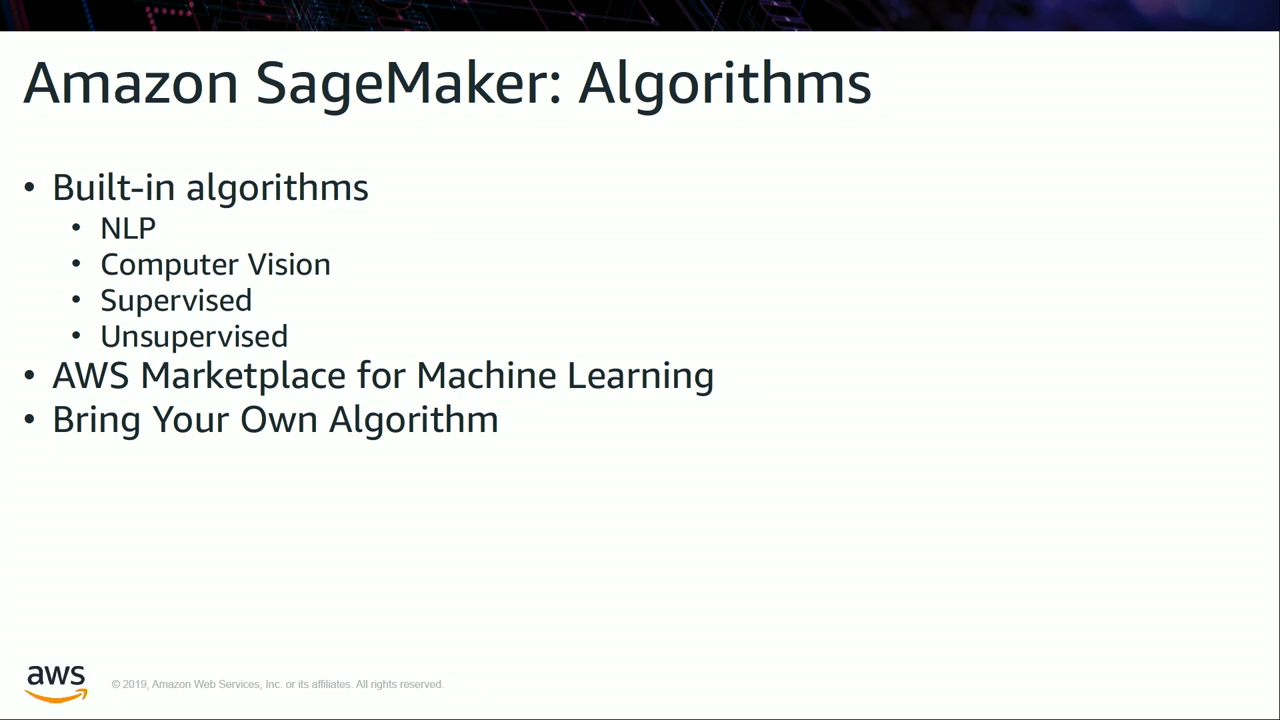 Amazon SageMaker: Algorithms
• Built-in algorithms
• NLP
• Computer Vision
• Supervised
• Unsupervised
• AWS Marketplace for Machine Learning
• Bring Your Own Algorithm
aws
© 2019, Amazon Web Services, Inc. or its affiliates. All rights reserved.